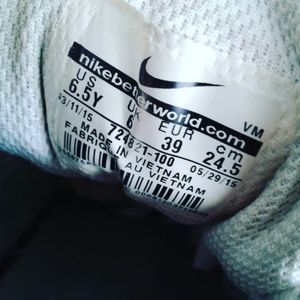 nikebetterworld.com
VM
US UK EUR cm
6.5Y 6 39 24.5
03/11/15 724821-100 05/29/15
MADE IN VIETNAM
FABRIQUÉ AU VIETNAM